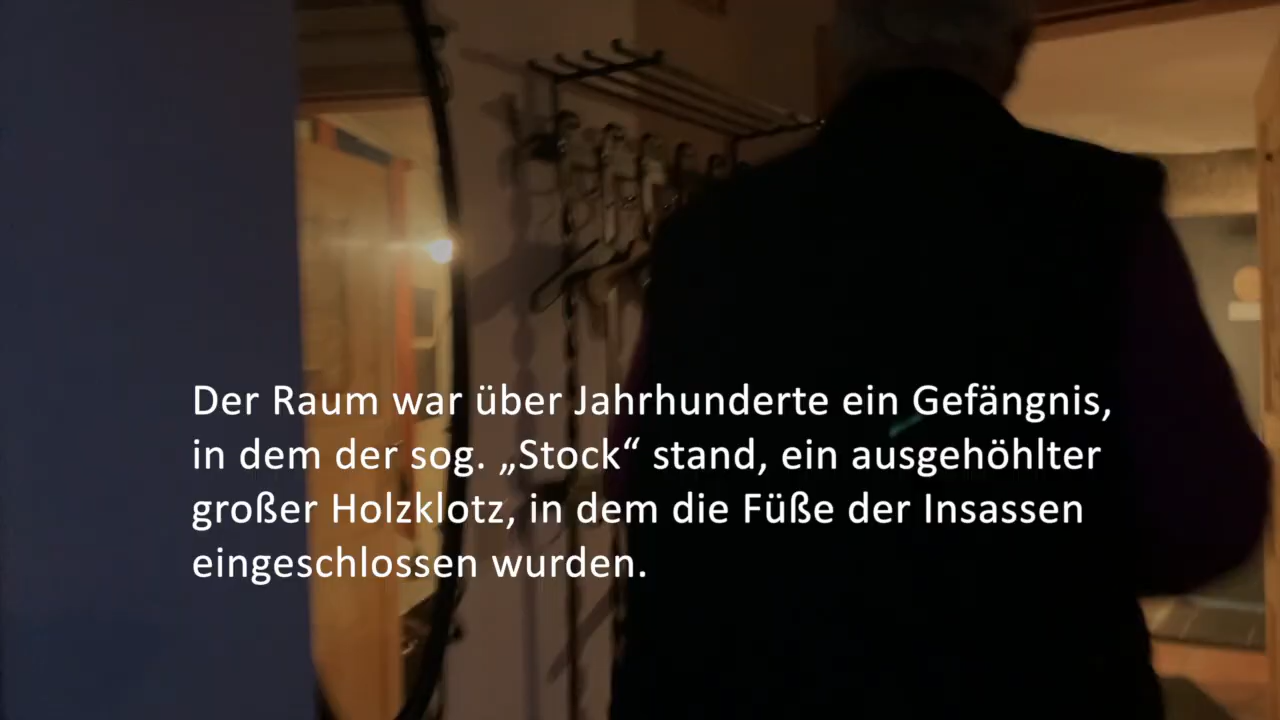 Der Raum war über Jahrhunderte ein Gefängnis,
in dem der sog. „Stock“ stand, ein ausgehöhlter
großer Holzklotz, in dem die Füße der Insassen
eingeschlossen wurden.